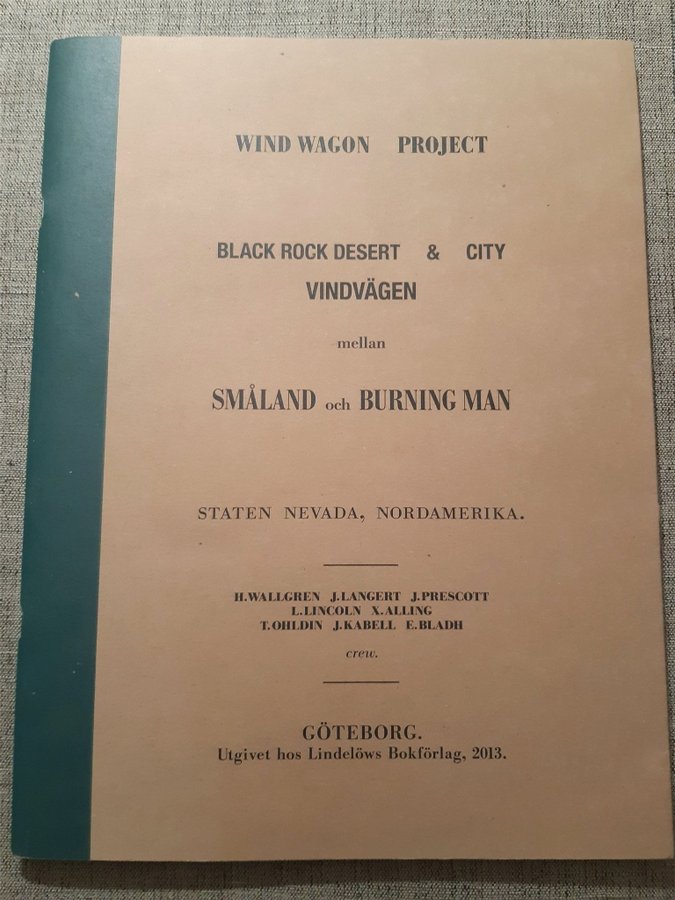 WIND WAGON PROJECT
BLACK ROCK DESERT & CITY
VINDVÄGEN
mellan
SMÅLAND och BURNING MAN
STATEN NEVADA, NORDAMERIKA.
H.WALLGREN J.LANGERT J.PRESCOTT
L.LINCOLN X.ALLING
T.OHLDIN J.KABELL E.BLADH
crew.
GÖTEBORG.
Utgivet hos Lindelöws Bokförlag, 2013.